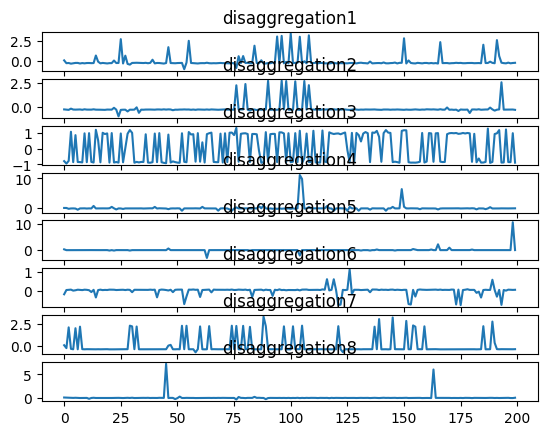 disaggregation1
2.5
0.0
disaggregation2
0.0
2.5
disaggregation3
1
0
−1
disaggregation4
10
0
disaggregation5
10
0
disaggregation6
1
0
disaggregation7
2.5
0.0
disaggregation8
5
0
0 25 50 75 100 125 150 175 200